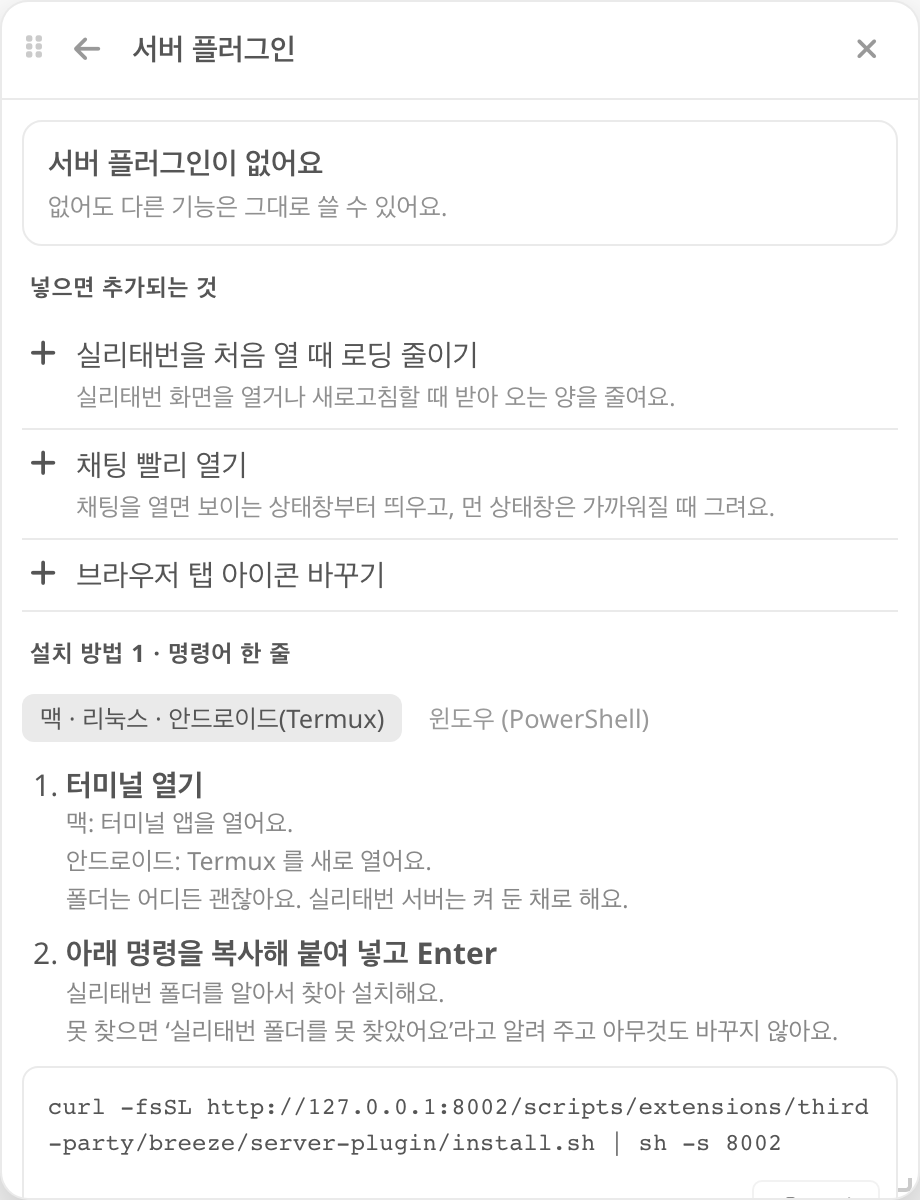 서버 플러그인
서버 플러그인이 없어요
없어도 다른 기능은 그대로 쓸 수 있어요.
넣으면 추가되는 것
실리태번을 처음 열 때 로딩 줄이기
실리태번 화면을 열거나 새로고침할 때 받아 오는 양을 줄여요.
채팅 빨리 열기
채팅을 열면 보이는 상태창부터 띄우고, 먼 상태창은 가까워질 때 그려요.
브라우저 탭 아이콘 바꾸기
설치 방법 1 · 명령어 한 줄
맥 · 리눅스 · 안드로이드(Termux) 윈도우 (PowerShell)
1. 터미널 열기
맥: 터미널 앱을 열어요.
안드로이드: Termux 를 새로 열어요.
폴더는 어디든 괜찮아요. 실리태번 서버는 켜 둔 채로 해요.
2. 아래 명령을 복사해 붙여 넣고 Enter
실리태번 폴더를 알아서 찾아 설치해요.
못 찾으면 ‘실리태번 폴더를 못 찾았어요’라고 알려 주고 아무것도 바꾸지 않아요.
curl -fsSL http://127.0.0.1:8002/scripts/extensions/third
-party/breeze/server-plugin/install.sh | sh -s 8002